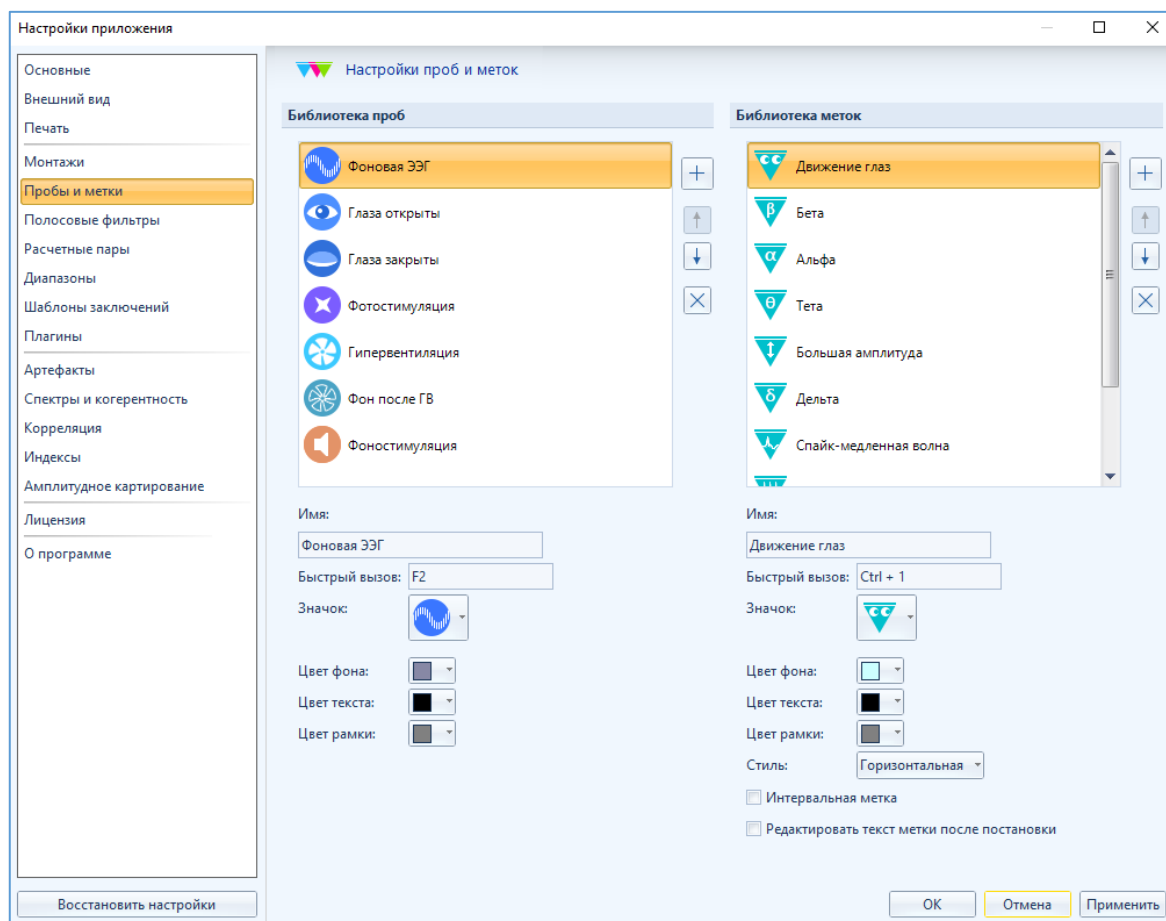 Настройки приложения
Основные
Внешний вид
Печать
Монтажи
Пробы и метки
Полосовые фильтры
Расчетные пары
Диапазоны
Шаблоны заключений
Плагины
Артефакты
Спектры и когерентность
Корреляция
Индексы
Амплитудное картирование
Лицензия
О программе
Восстановить настройки
Настройки проб и меток
Библиотека проб
Фоновая ЭЭГ
Глаза открыты
Глаза закрыты
Фотостимуляция
Гипервентиляция
Фон после ГВ
Фоностимуляция
Имя:
Фоновая ЭЭГ
Быстрый вызов: F2
Значок:
Цвет фона:
Цвет текста:
Цвет рамки:
Библиотека меток
Движение глаз
β Бета
α Альфа
θ Тета
Большая амплитуда
δ Дельта
Спайк-медленная волна
Имя:
Движение глаз
Быстрый вызов: Ctrl + 1
Значок:
Цвет фона:
Цвет текста:
Цвет рамки:
Стиль: Горизонтальная
Интервальная метка
Редактировать текст метки после постановки
ОК Отмена Применить